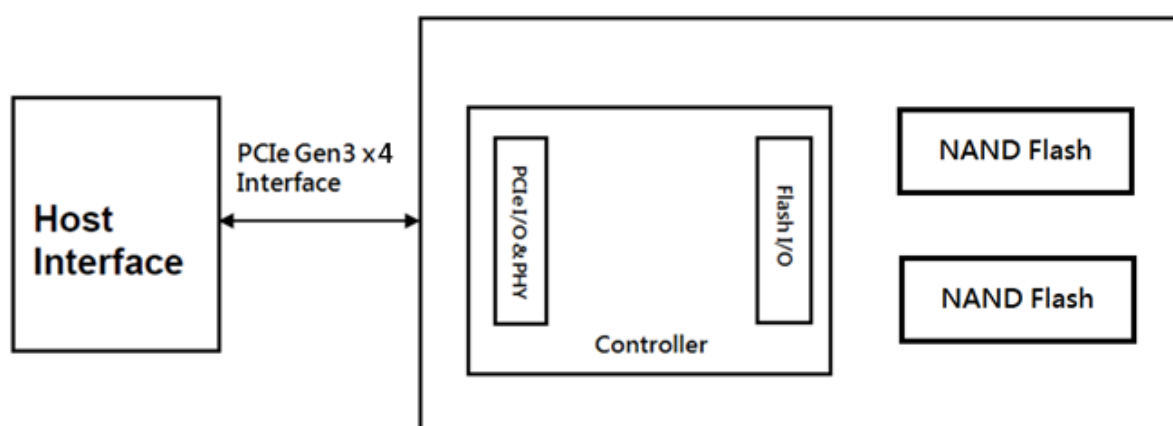 Host
Interface
PCIe Gen3 x4
Interface
PCIe I/O & PHY
Flash I/O
Controller
NAND Flash
NAND Flash